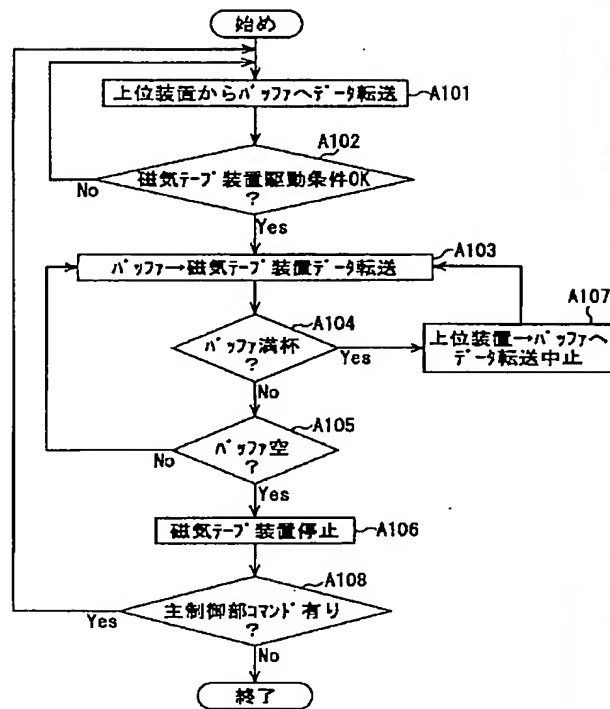 始め
上位装置からバッファへデータ転送
A101
A102
磁気テープ装置駆動条件OK
?
No
Yes
A103
バッファ→磁気テープ装置データ転送
A104
バッファ満杯
?
Yes
No
A107
上位装置→バッファへ
データ転送中止
A105
バッファ空
?
No
Yes
磁気テープ装置停止
A106
A108
主制御部コマンド有り
?
Yes
No
終了